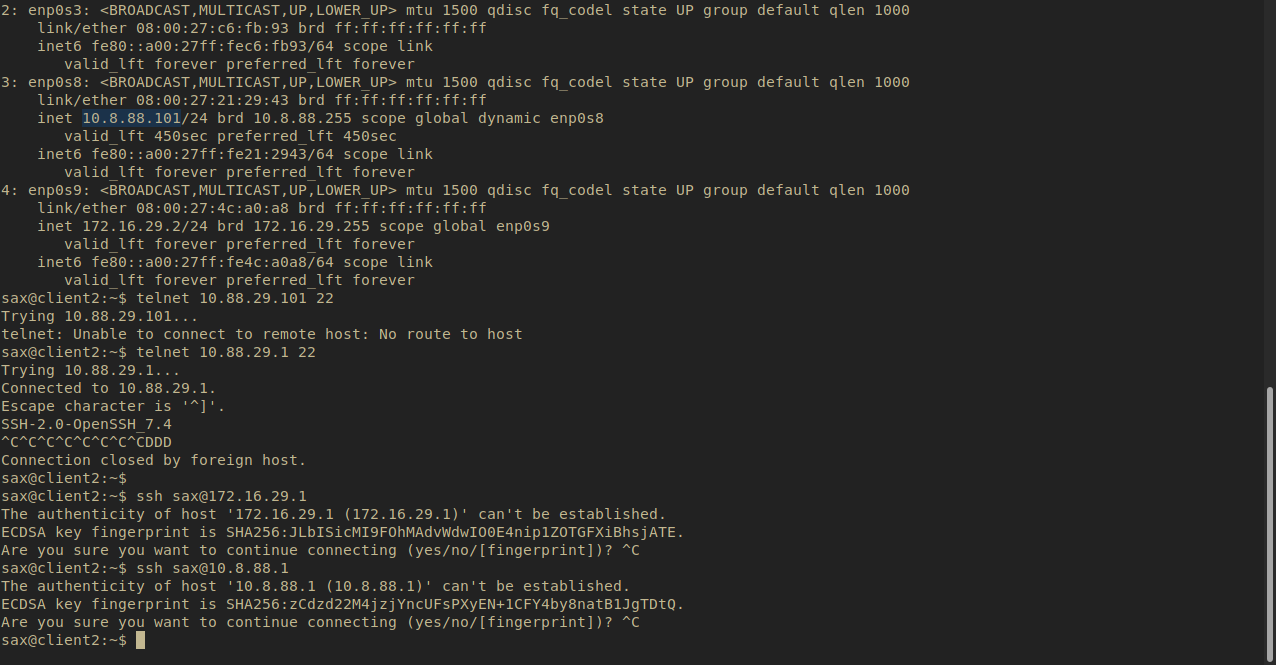 2: enp0s3: <BROADCAST,MULTICAST,UP,LOWER_UP> mtu 1500 qdisc fq_codel state UP group default qlen 1000
    link/ether 08:00:27:c6:fb:93 brd ff:ff:ff:ff:ff:ff
    inet6 fe80::a00:27ff:fec6:fb93/64 scope link
       valid_lft forever preferred_lft forever
3: enp0s8: <BROADCAST,MULTICAST,UP,LOWER_UP> mtu 1500 qdisc fq_codel state UP group default qlen 1000
    link/ether 08:00:27:21:29:43 brd ff:ff:ff:ff:ff:ff
    inet 10.8.88.101/24 brd 10.8.88.255 scope global dynamic enp0s8
       valid_lft 450sec preferred_lft 450sec
    inet6 fe80::a00:27ff:fe21:2943/64 scope link
       valid_lft forever preferred_lft forever
4: enp0s9: <BROADCAST,MULTICAST,UP,LOWER_UP> mtu 1500 qdisc fq_codel state UP group default qlen 1000
    link/ether 08:00:27:4c:a0:a8 brd ff:ff:ff:ff:ff:ff
    inet 172.16.29.2/24 brd 172.16.29.255 scope global enp0s9
       valid_lft forever preferred_lft forever
    inet6 fe80::a00:27ff:fe4c:a0a8/64 scope link
       valid_lft forever preferred_lft forever
sax@client2:~$ telnet 10.88.29.101 22
Trying 10.88.29.101...
telnet: Unable to connect to remote host: No route to host
sax@client2:~$ telnet 10.88.29.1 22
Trying 10.88.29.1...
Connected to 10.88.29.1.
Escape character is '^]'.
SSH-2.0-OpenSSH_7.4
^C^C^C^C^C^C^C^CDDD
Connection closed by foreign host.
sax@client2:~$
sax@client2:~$ ssh sax@172.16.29.1
The authenticity of host '172.16.29.1 (172.16.29.1)' can't be established.
ECDSA key fingerprint is SHA256:JLbISicMI9FOhMAdvWdwIO0E4nip1ZOTGFXiBhsjATE.
Are you sure you want to continue connecting (yes/no/[fingerprint])? ^C
sax@client2:~$ ssh sax@10.8.88.1
The authenticity of host '10.8.88.1 (10.8.88.1)' can't be established.
ECDSA key fingerprint is SHA256:zCdzd22M4jzjYncUFsPXyEN+1CFY4by8natB1JgTDtQ.
Are you sure you want to continue connecting (yes/no/[fingerprint])? ^C
sax@client2:~$